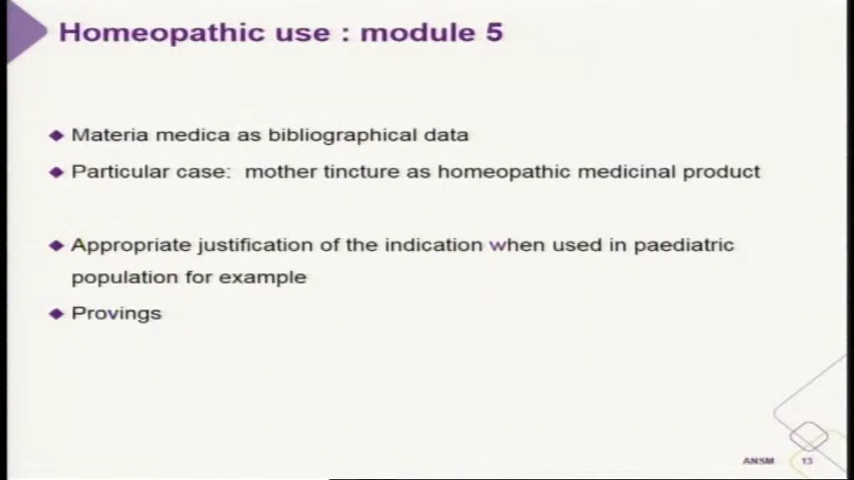 Homeopathic use : module 5
Materia medica as bibliographical data
Particular case: mother tincture as homeopathic medicinal product
Appropriate justification of the indication when used in paediatric
population for example
Provings
ANSM 13